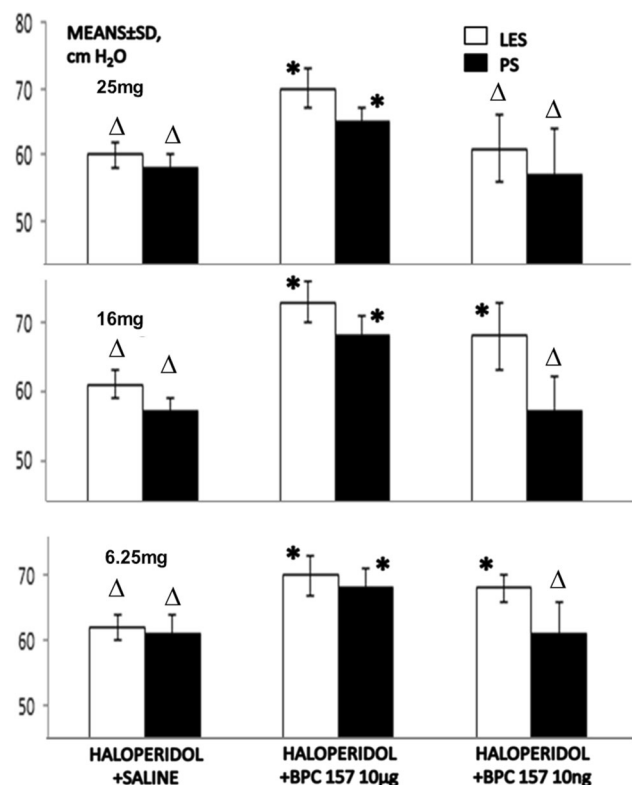 80
70
60
50
MEANS±SD,
cm H₂O
25mg
Δ Δ * * Δ Δ
LES
PS
70
60
50
16mg
Δ Δ * * * Δ
70
60
50
6.25mg
Δ Δ * * * Δ
HALOPERIDOL
+SALINE
HALOPERIDOL
+BPC 157 10µg
HALOPERIDOL
+BPC 157 10ng